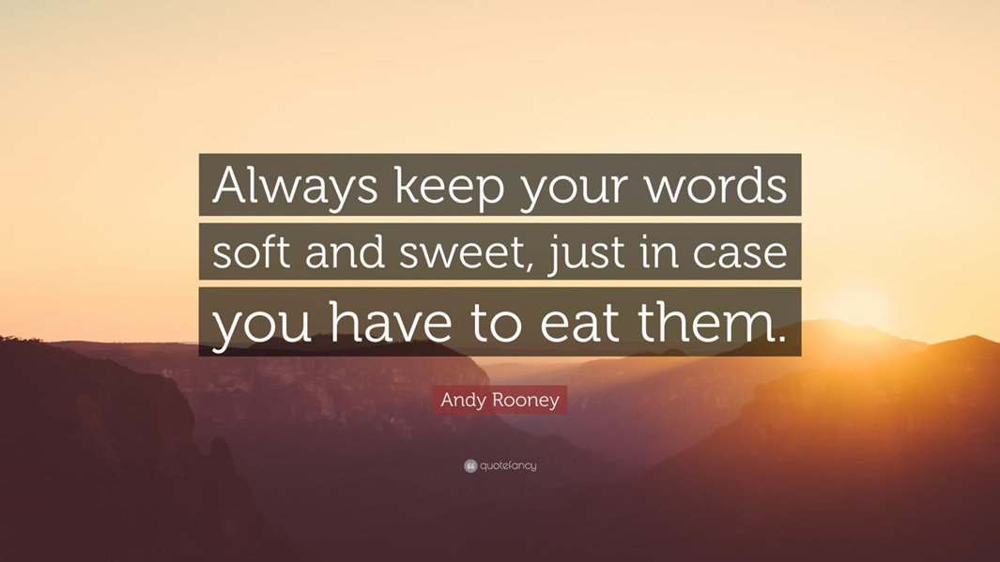 Always keep your words
soft and sweet, just in case
you have to eat them.
Andy Rooney
quotefancy